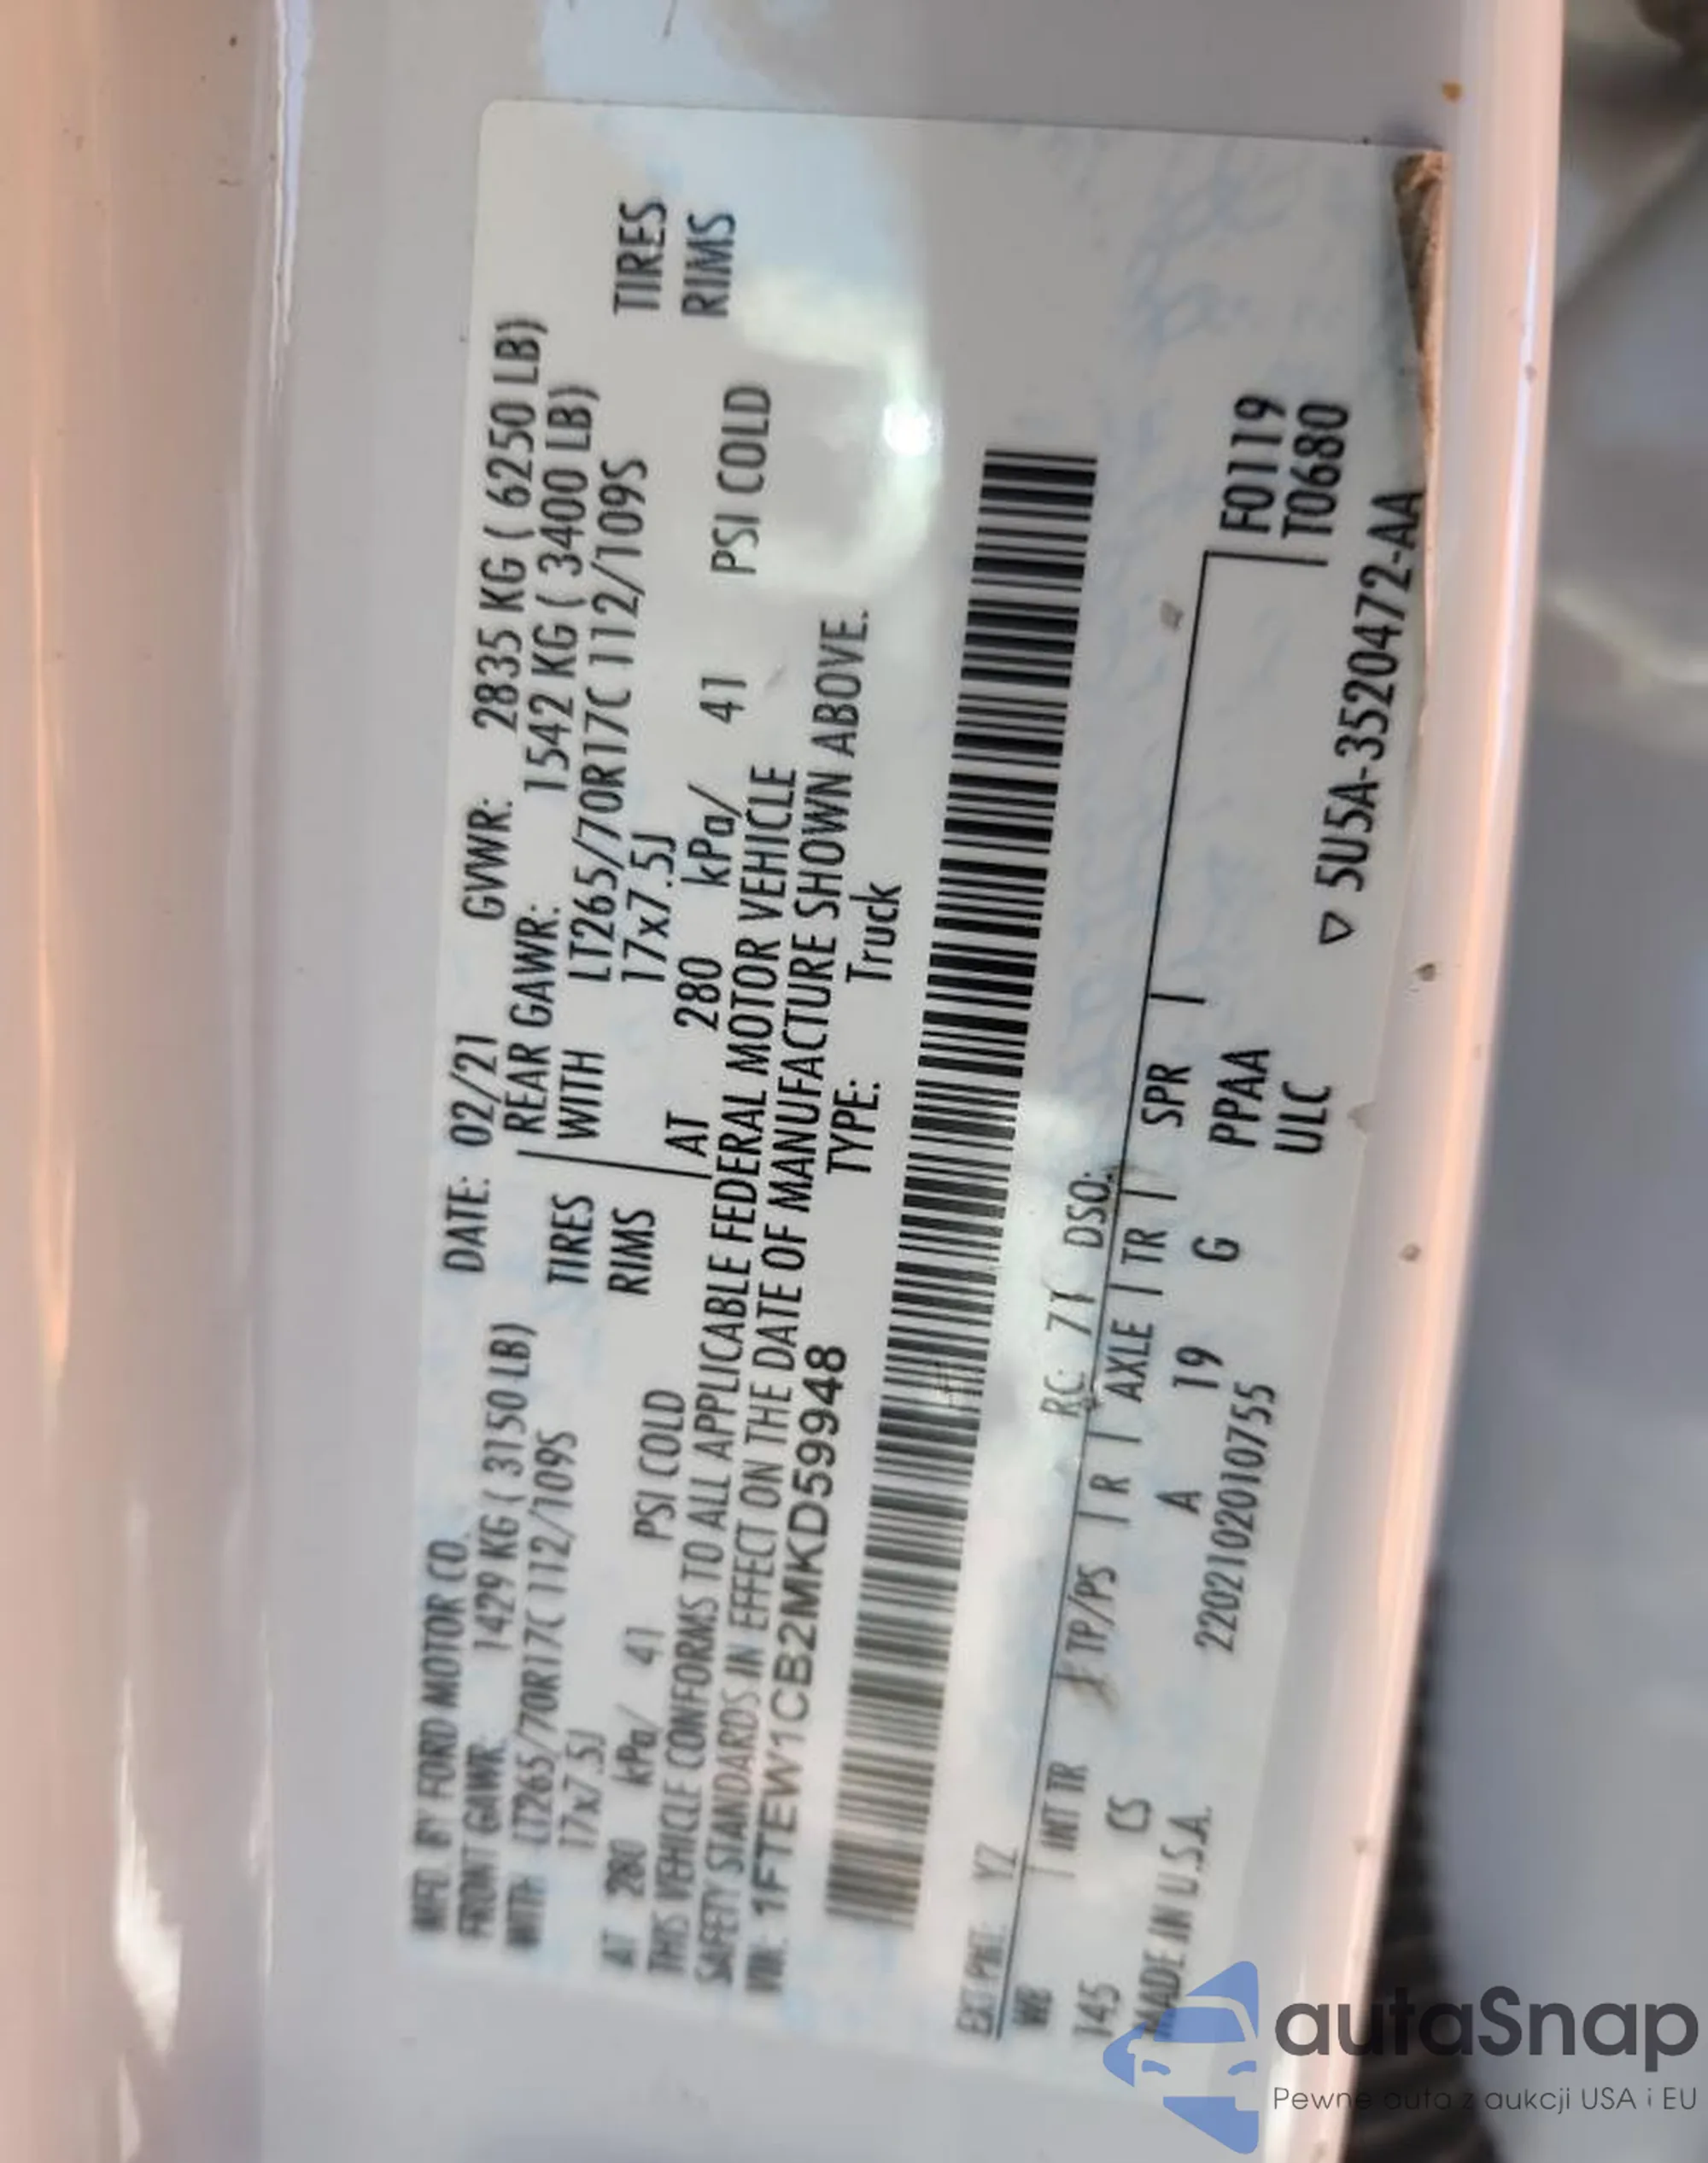 MFD. BY FORD MOTOR CO. DATE: 02/21 GVWR: 2835 KG ( 6250 LB)
FRONT GAWR: 1429 KG ( 3150 LB) REAR GAWR: 1542 KG ( 3400 LB)
WITH LT265/70R17C 112/109S TIRES WITH LT265/70R17C 112/109S TIRES
17x7.5J RIMS 17x7.5J RIMS
AT 280 kPa/ 41 PSI COLD AT 280 kPa/ 41 PSI COLD
THIS VEHICLE CONFORMS TO ALL APPLICABLE FEDERAL MOTOR VEHICLE
SAFETY STANDARDS IN EFFECT ON THE DATE OF MANUFACTURE SHOWN ABOVE.
VIN: 1FTEW1CB2MKD59948 TYPE: Truck
EXT PNT: YZ RC: 71 DSO:
WB INT TR TP/PS R AXLE TR SPR F0119
145 CS A 19 G PPAA T0680
MADE IN U.S.A. 2202102010755 ULC
▽ 5U5A-3520472-AA
autaSnap
Pewne auta z aukcji USA i EU